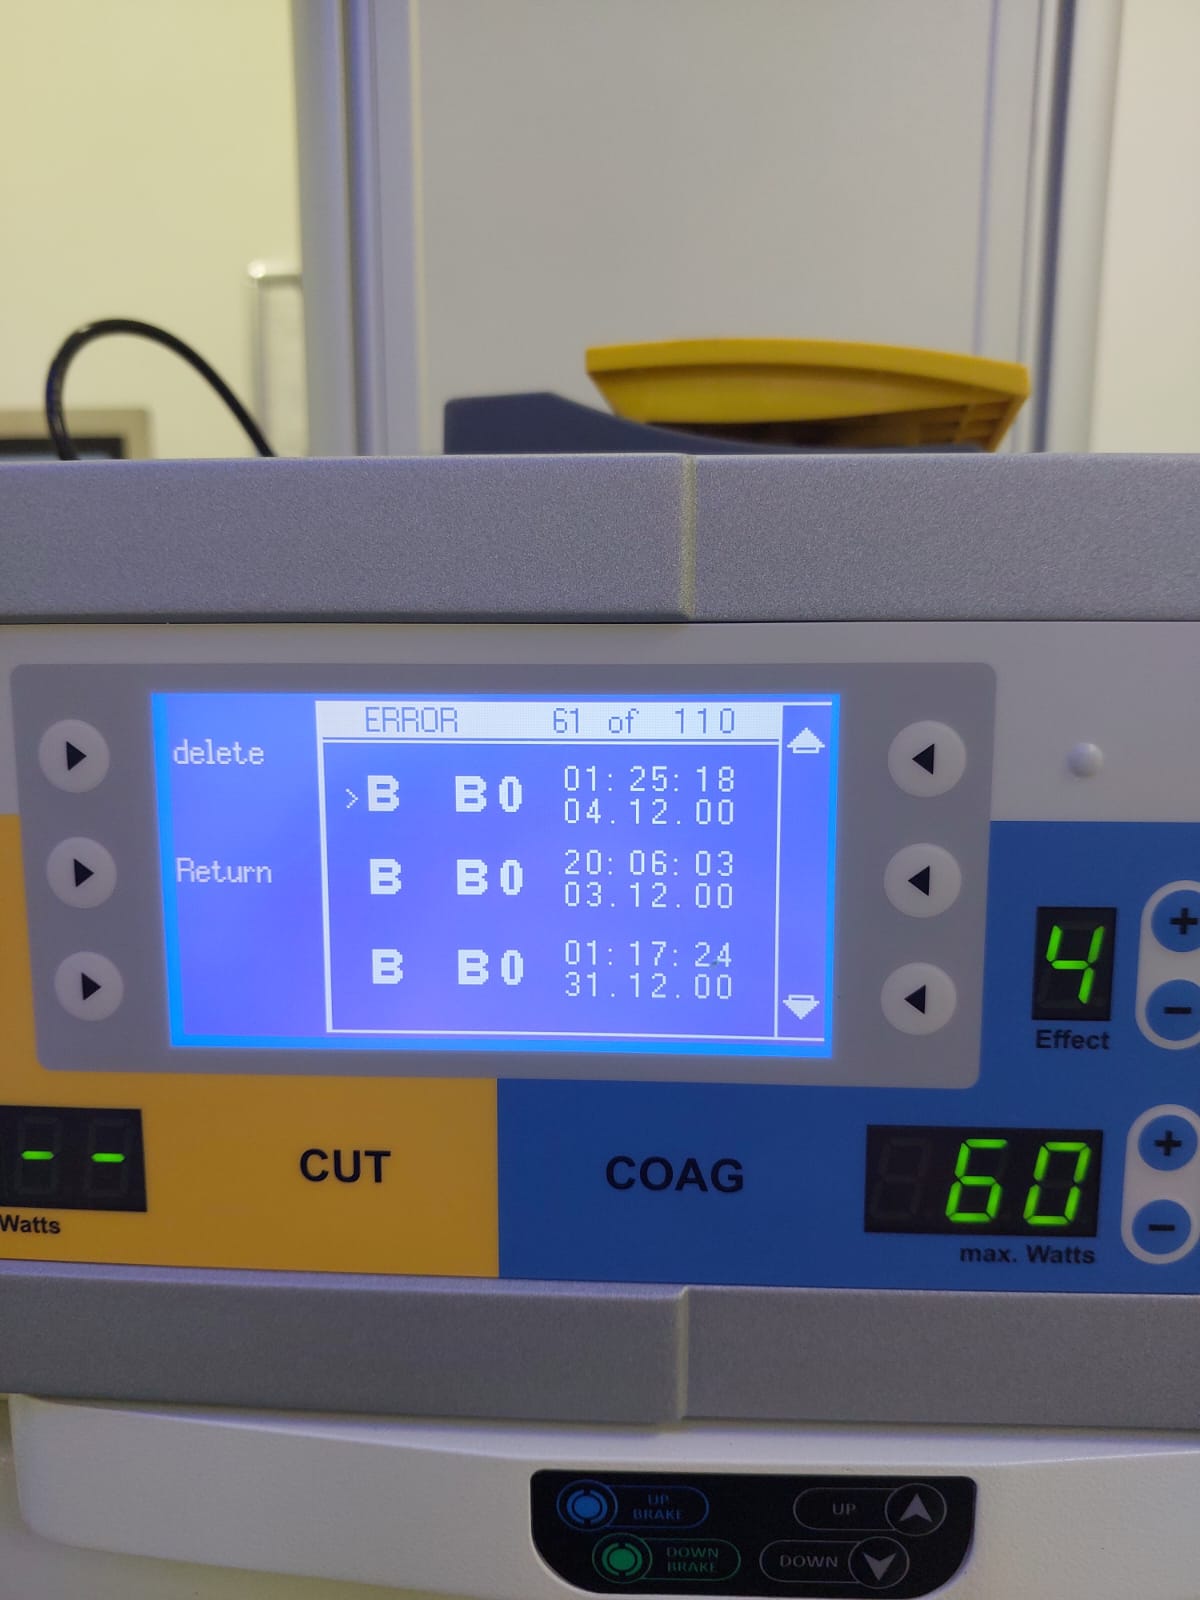 ERROR 61 of 110
delete
>B B0 01:25:18
04.12.00
Return
B B0 20:06:03
03.12.00
B B0 01:17:24
31.12.00
4
Effect
+
-
- -
Watts
CUT
COAG
60
max. Watts
+
-
UP
BRAKE
UP
DOWN
BRAKE
DOWN